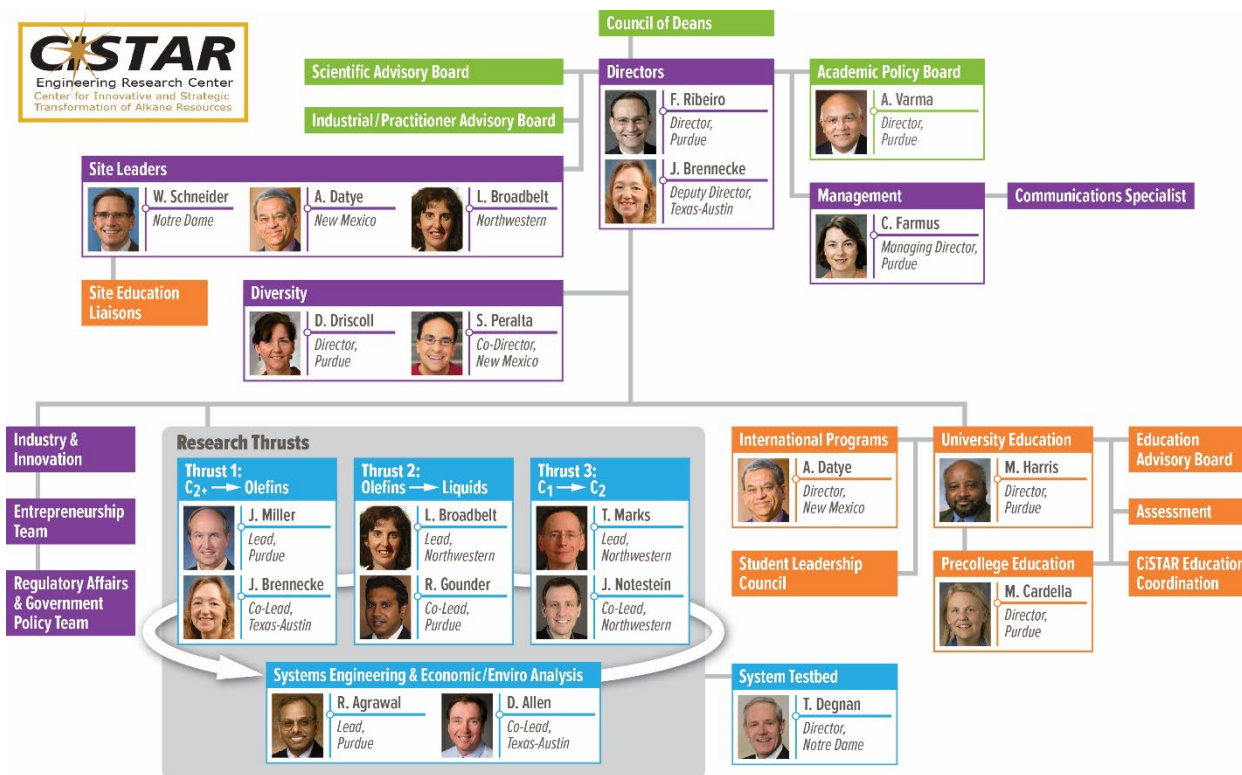 CISTAR
Engineering Research Center
Center for Innovative and Strategic
Transformation of Alkane Resources
Council of Deans
Scientific Advisory Board
Industrial/Practitioner Advisory Board
Directors
F. Ribeiro
Director,
Purdue
J. Brennecke
Deputy Director,
Texas-Austin
Academic Policy Board
A. Varma
Director,
Purdue
Management
C. Farmus
Managing Director,
Purdue
Communications Specialist
Site Leaders
W. Schneider
Notre Dame
A. Datye
New Mexico
L. Broadbelt
Northwestern
Site Education
Liaisons
Diversity
D. Driscoll
Director,
Purdue
S. Peralta
Co-Director,
New Mexico
Industry &
Innovation
Entrepreneurship
Team
Regulatory Affairs
& Government
Policy Team
Research Thrusts
Thrust 1:
C2+ → Olefins
J. Miller
Lead,
Purdue
J. Brennecke
Co-Lead,
Texas-Austin
Thrust 2:
Olefins → Liquids
L. Broadbelt
Lead,
Northwestern
R. Gounder
Co-Lead,
Purdue
Thrust 3:
C1 → C2
T. Marks
Lead,
Northwestern
J. Notestein
Co-Lead,
Northwestern
Systems Engineering & Economic/Enviro Analysis
R. Agrawal
Lead,
Purdue
D. Allen
Co-Lead,
Texas-Austin
System Testbed
T. Degnan
Director,
Notre Dame
International Programs
A. Datye
Director,
New Mexico
Student Leadership
Council
University Education
M. Harris
Director,
Purdue
Precollege Education
M. Cardella
Director,
Purdue
Education
Advisory Board
Assessment
CiSTAR Education
Coordination